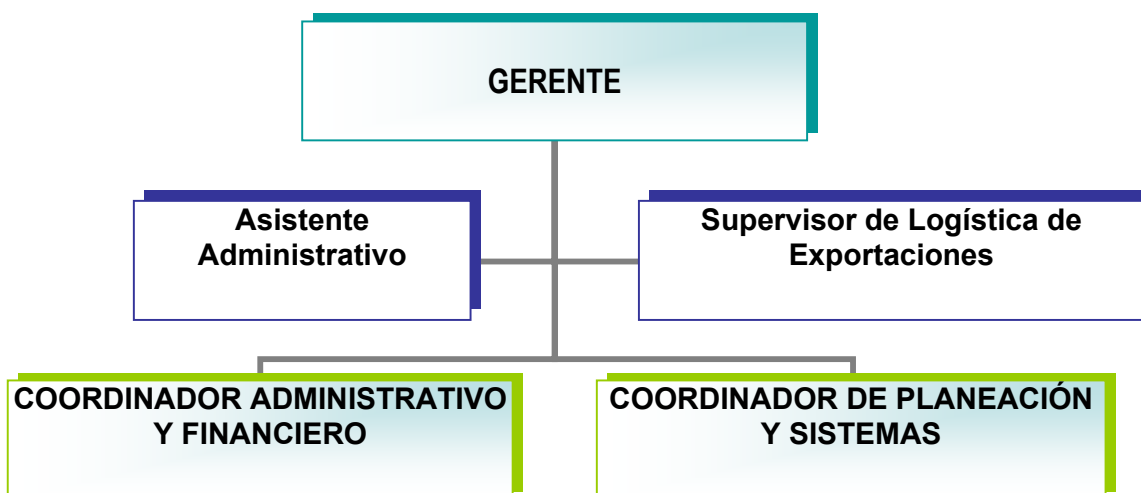 GERENTE
Asistente
Administrativo
Supervisor de Logística de
Exportaciones
COORDINADOR ADMINISTRATIVO
Y FINANCIERO
COORDINADOR DE PLANEACIÓN
Y SISTEMAS